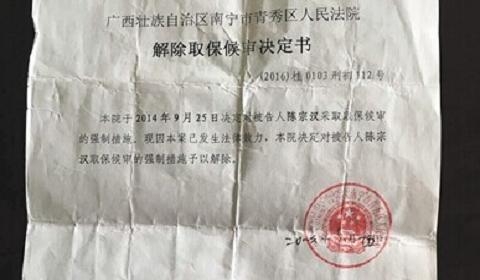 广西壮族自治区南宁市青秀区人民法院
解除取保候审决定书
(2016)桂0103刑初112号
本院于2014年9月25日决定对被告人陈宗汉采取取保候审
的强制措施，现因本案已发生法律效力，本院决定对被告人陈宗
汉取保候审的强制措施予以解除。